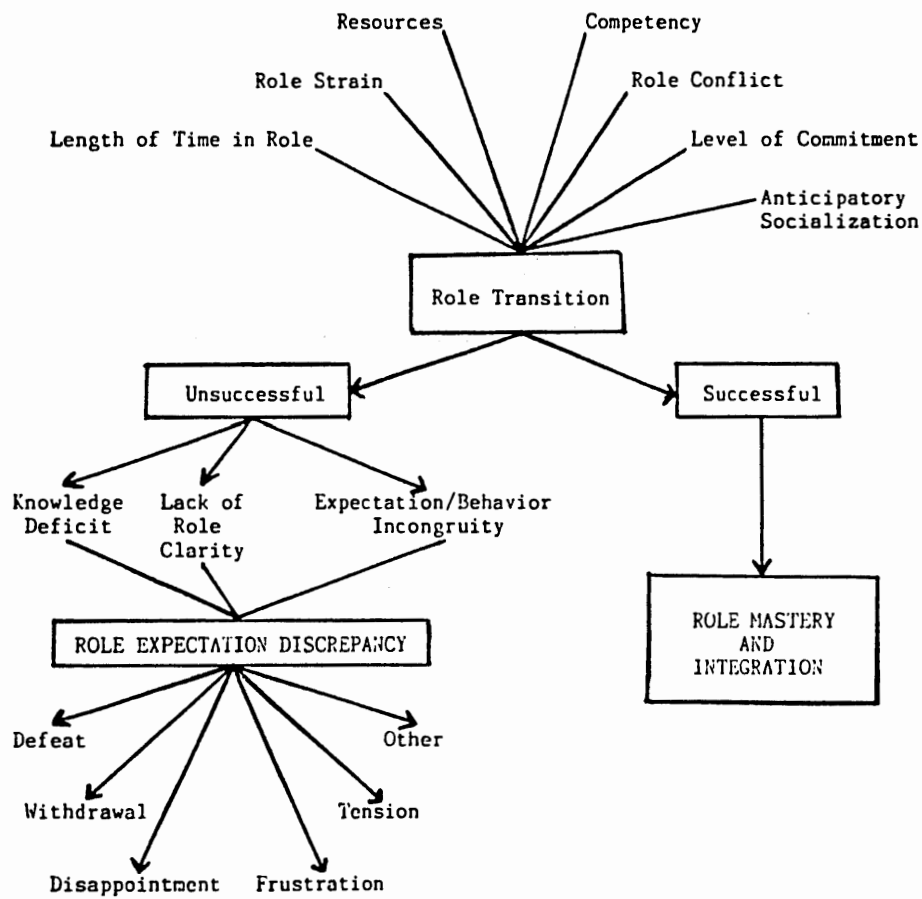 Resources
Competency
Role Strain
Role Conflict
Length of Time in Role
Level of Commitment
Anticipatory
Socialization
Role Transition
Unsuccessful
Successful
Knowledge
Deficit
Lack of
Role
Clarity
Expectation/Behavior
Incongruity
ROLE EXPECTATION DISCREPANCY
ROLE MASTERY
AND
INTEGRATION
Defeat
Other
Withdrawal
Tension
Disappointment
Frustration